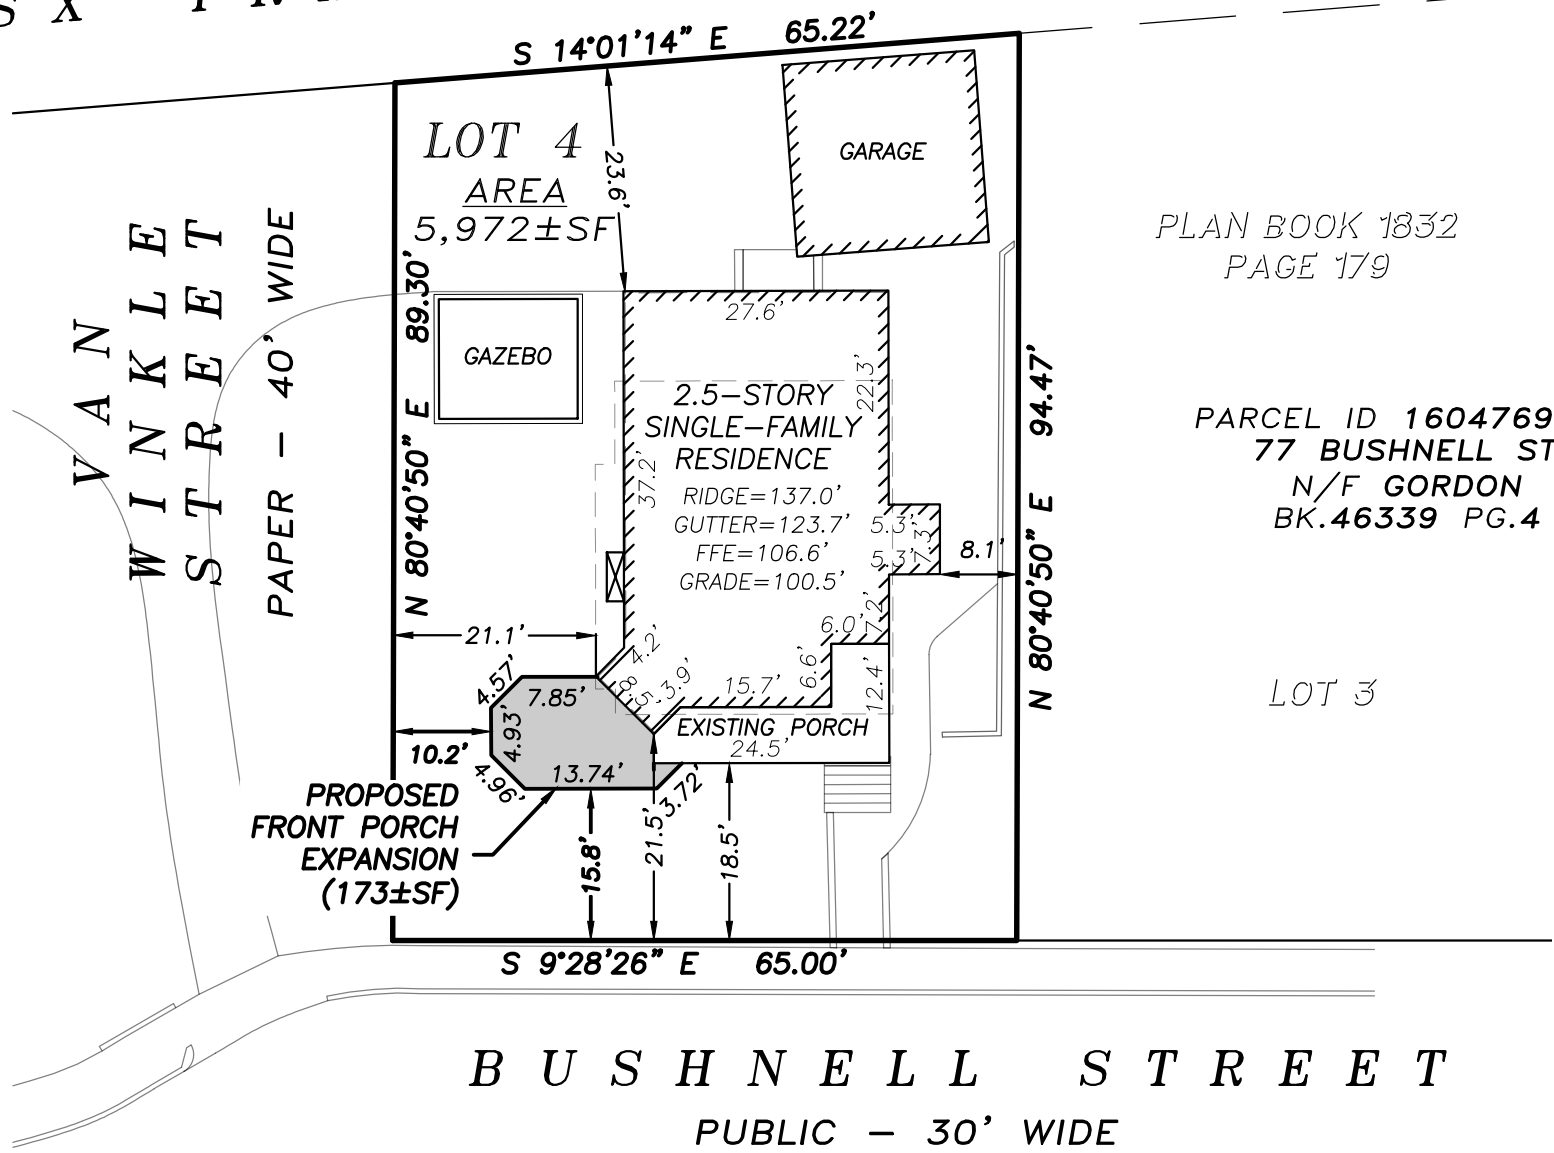 S 14°01'14" E 65.22'
LOT 4
AREA
5,972±SF
23.6'
GARAGE
PLAN BOOK 1832
PAGE 179
VAN
WINKLE
STREET
PAPER - 40' WIDE
N 80°40'50" E 89.30'
GAZEBO
27.6'
22.3'
2.5-STORY
SINGLE-FAMILY
RESIDENCE
37.2'
RIDGE=137.0'
GUTTER=123.7'
FFE=106.6'
GRADE=100.5'
5.3'
5.3'
7.3'
8.1'
N 80°40'50" E 94.47'
PARCEL ID 1604769
77 BUSHNELL ST
N/F GORDON
BK.46339 PG.4
LOT 3
21.1'
4.2'
8.5'
3.9'
15.7'
6.6'
6.0'
7.2'
12.4'
4.57'
7.85'
4.93'
10.2'
4.96'
13.74'
3.72'
EXISTING PORCH
24.5'
PROPOSED
FRONT PORCH
EXPANSION
(173±SF)
15.8'
21.5'
18.5'
S 9°28'26" E 65.00'
BUSHNELL STREET
PUBLIC - 30' WIDE